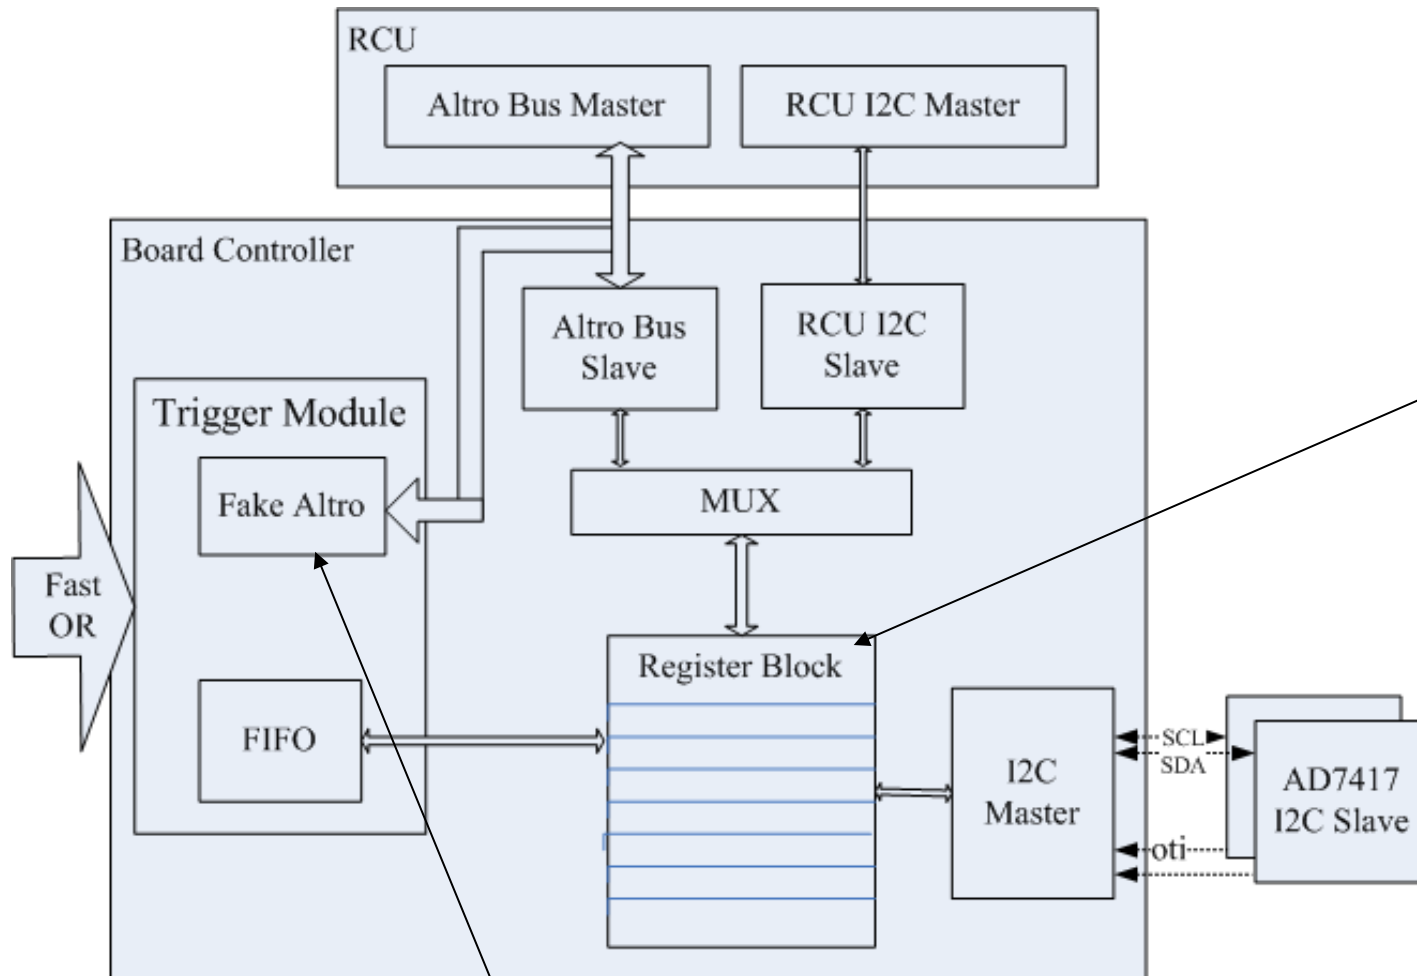 RCU
Altro Bus Master
RCU I2C Master
Board Controller
Altro Bus
Slave
RCU I2C
Slave
Trigger Module
Fake Altro
MUX
Fast
OR
Register Block
FIFO
I2C
Master
SCL
SDA
AD7417
I2C Slave
oti